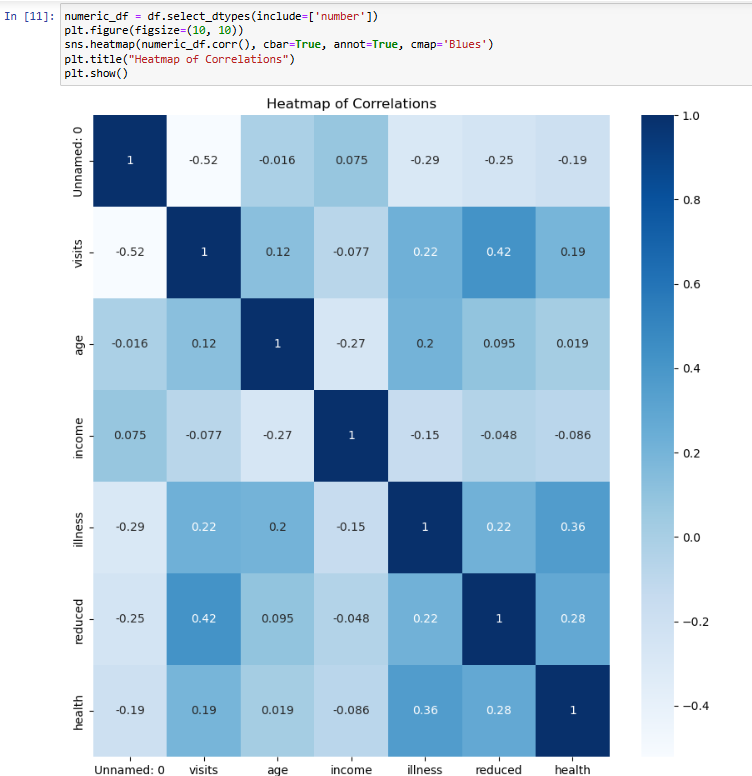 In [11]: numeric_df = df.select_dtypes(include=['number'])
plt.figure(figsize=(10, 10))
sns.heatmap(numeric_df.corr(), cbar=True, annot=True, cmap='Blues')
plt.title("Heatmap of Correlations")
plt.show()
Heatmap of Correlations
Unnamed: 0 1 -0.52 -0.016 0.075 -0.29 -0.25 -0.19
visits -0.52 1 0.12 -0.077 0.22 0.42 0.19
age -0.016 0.12 1 -0.27 0.2 0.095 0.019
income 0.075 -0.077 -0.27 1 -0.15 -0.048 -0.086
illness -0.29 0.22 0.2 -0.15 1 0.22 0.36
reduced -0.25 0.42 0.095 -0.048 0.22 1 0.28
health -0.19 0.19 0.019 -0.086 0.36 0.28 1
Unnamed: 0 visits age income illness reduced health
1.0
0.8
0.6
0.4
0.2
0.0
−0.2
−0.4